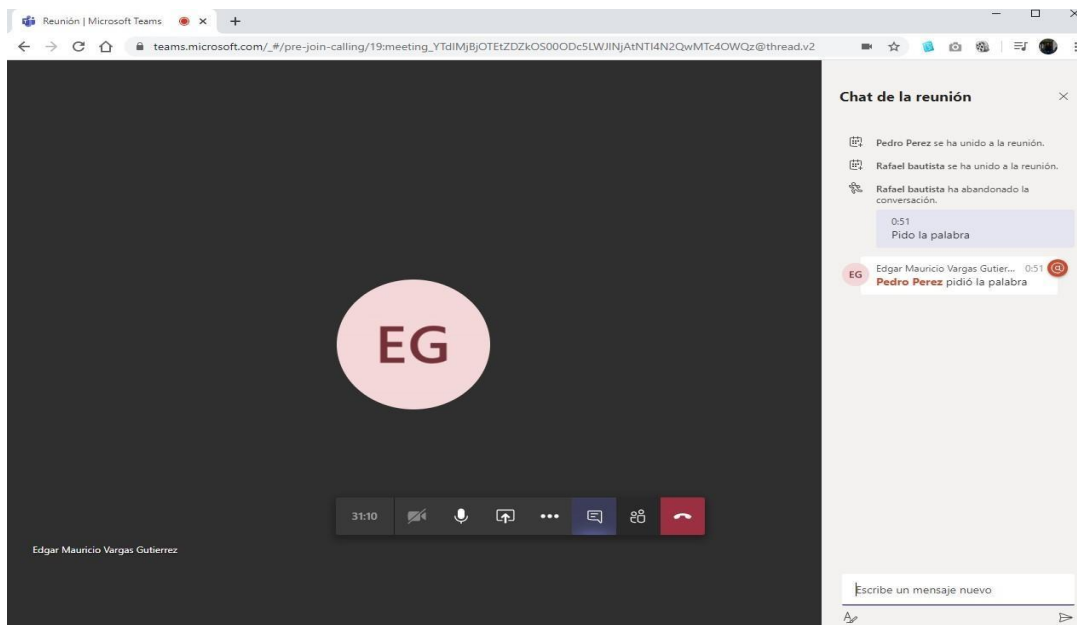 Reunión | Microsoft Teams
teams.microsoft.com/_#/pre-join-calling/19:meeting_YTdlMjBjOTEtZDZkOS00ODc5LWJlNjAtNTI4N2QwMTc4OWQz@thread.v2
Chat de la reunión
Pedro Perez se ha unido a la reunión.
Rafael bautista se ha unido a la reunión.
Rafael bautista ha abandonado la
conversación.
0:51
Pido la palabra
EG
Edgar Mauricio Vargas Gutier... 0:51 @
Pedro Perez pidió la palabra
EG
31:10
Edgar Mauricio Vargas Gutierrez
Escribe un mensaje nuevo